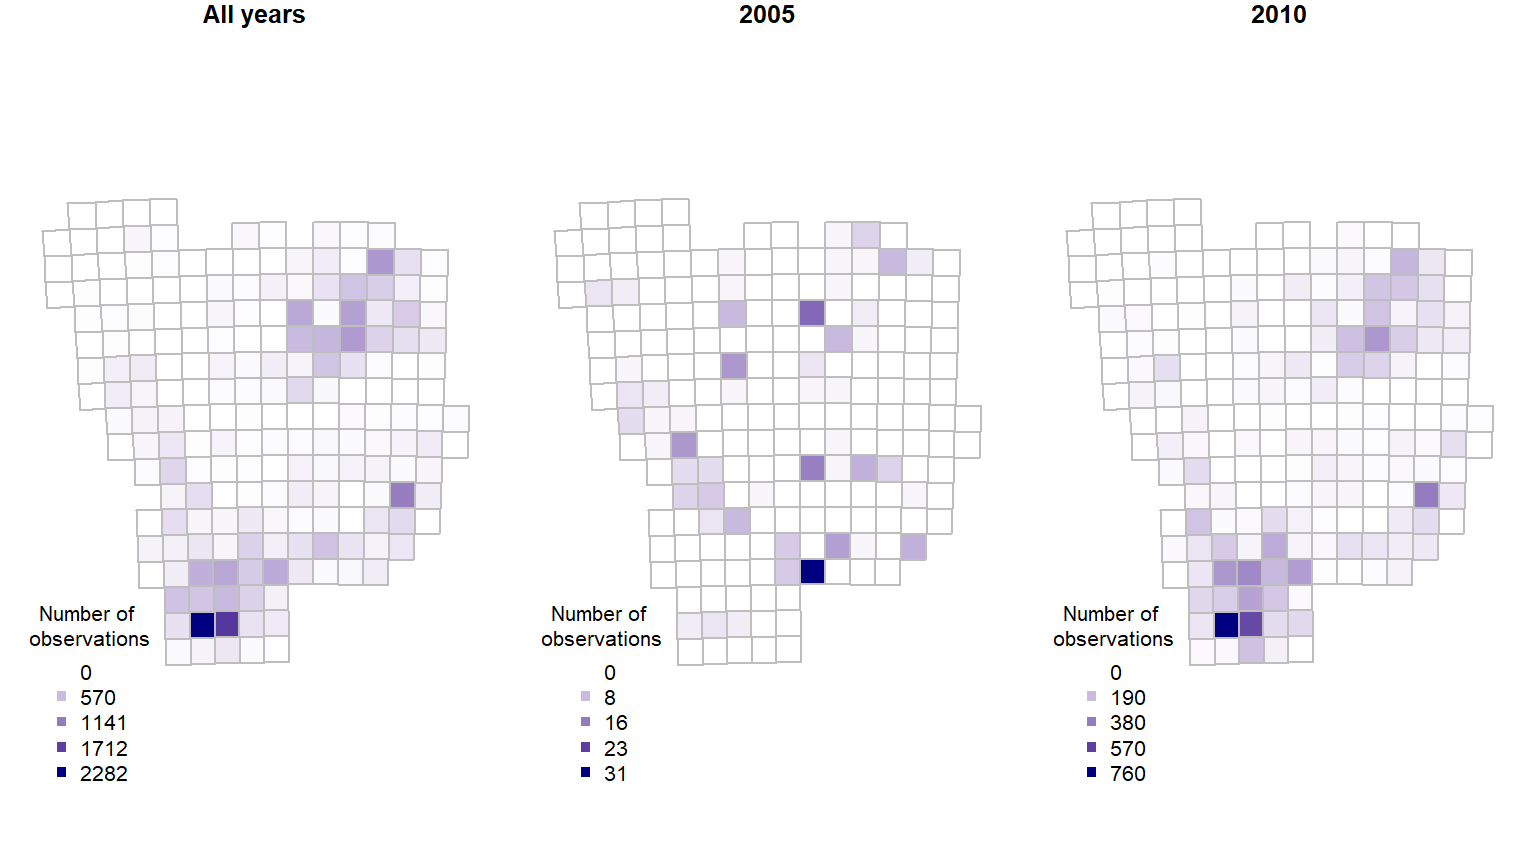 All years
2005
2010
Number of
observations
0
570
1141
1712
2282
Number of
observations
0
8
16
23
31
Number of
observations
0
190
380
570
760